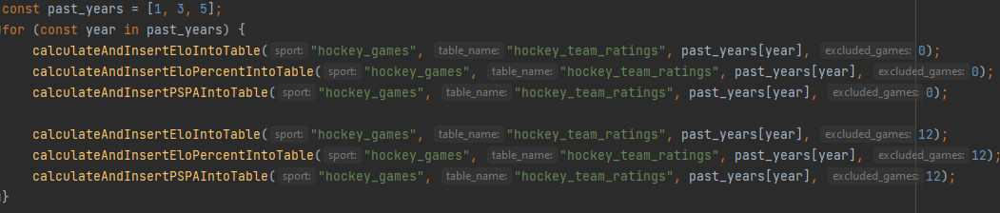 const past_years = [1, 3, 5];
for (const year in past_years) {
calculateAndInsertEloIntoTable( sport: "hockey_games", table_name: "hockey_team_ratings", past_years[year], excluded_games: 0);
calculateAndInsertEloPercentIntoTable( sport: "hockey_games", table_name: "hockey_team_ratings", past_years[year], excluded_games: 0);
calculateAndInsertPSPAIntoTable( sport: "hockey_games", table_name: "hockey_team_ratings", past_years[year], excluded_games: 0);
calculateAndInsertEloIntoTable( sport: "hockey_games", table_name: "hockey_team_ratings", past_years[year], excluded_games: 12);
calculateAndInsertEloPercentIntoTable( sport: "hockey_games", table_name: "hockey_team_ratings", past_years[year], excluded_games: 12);
calculateAndInsertPSPAIntoTable( sport: "hockey_games", table_name: "hockey_team_ratings", past_years[year], excluded_games: 12);
}